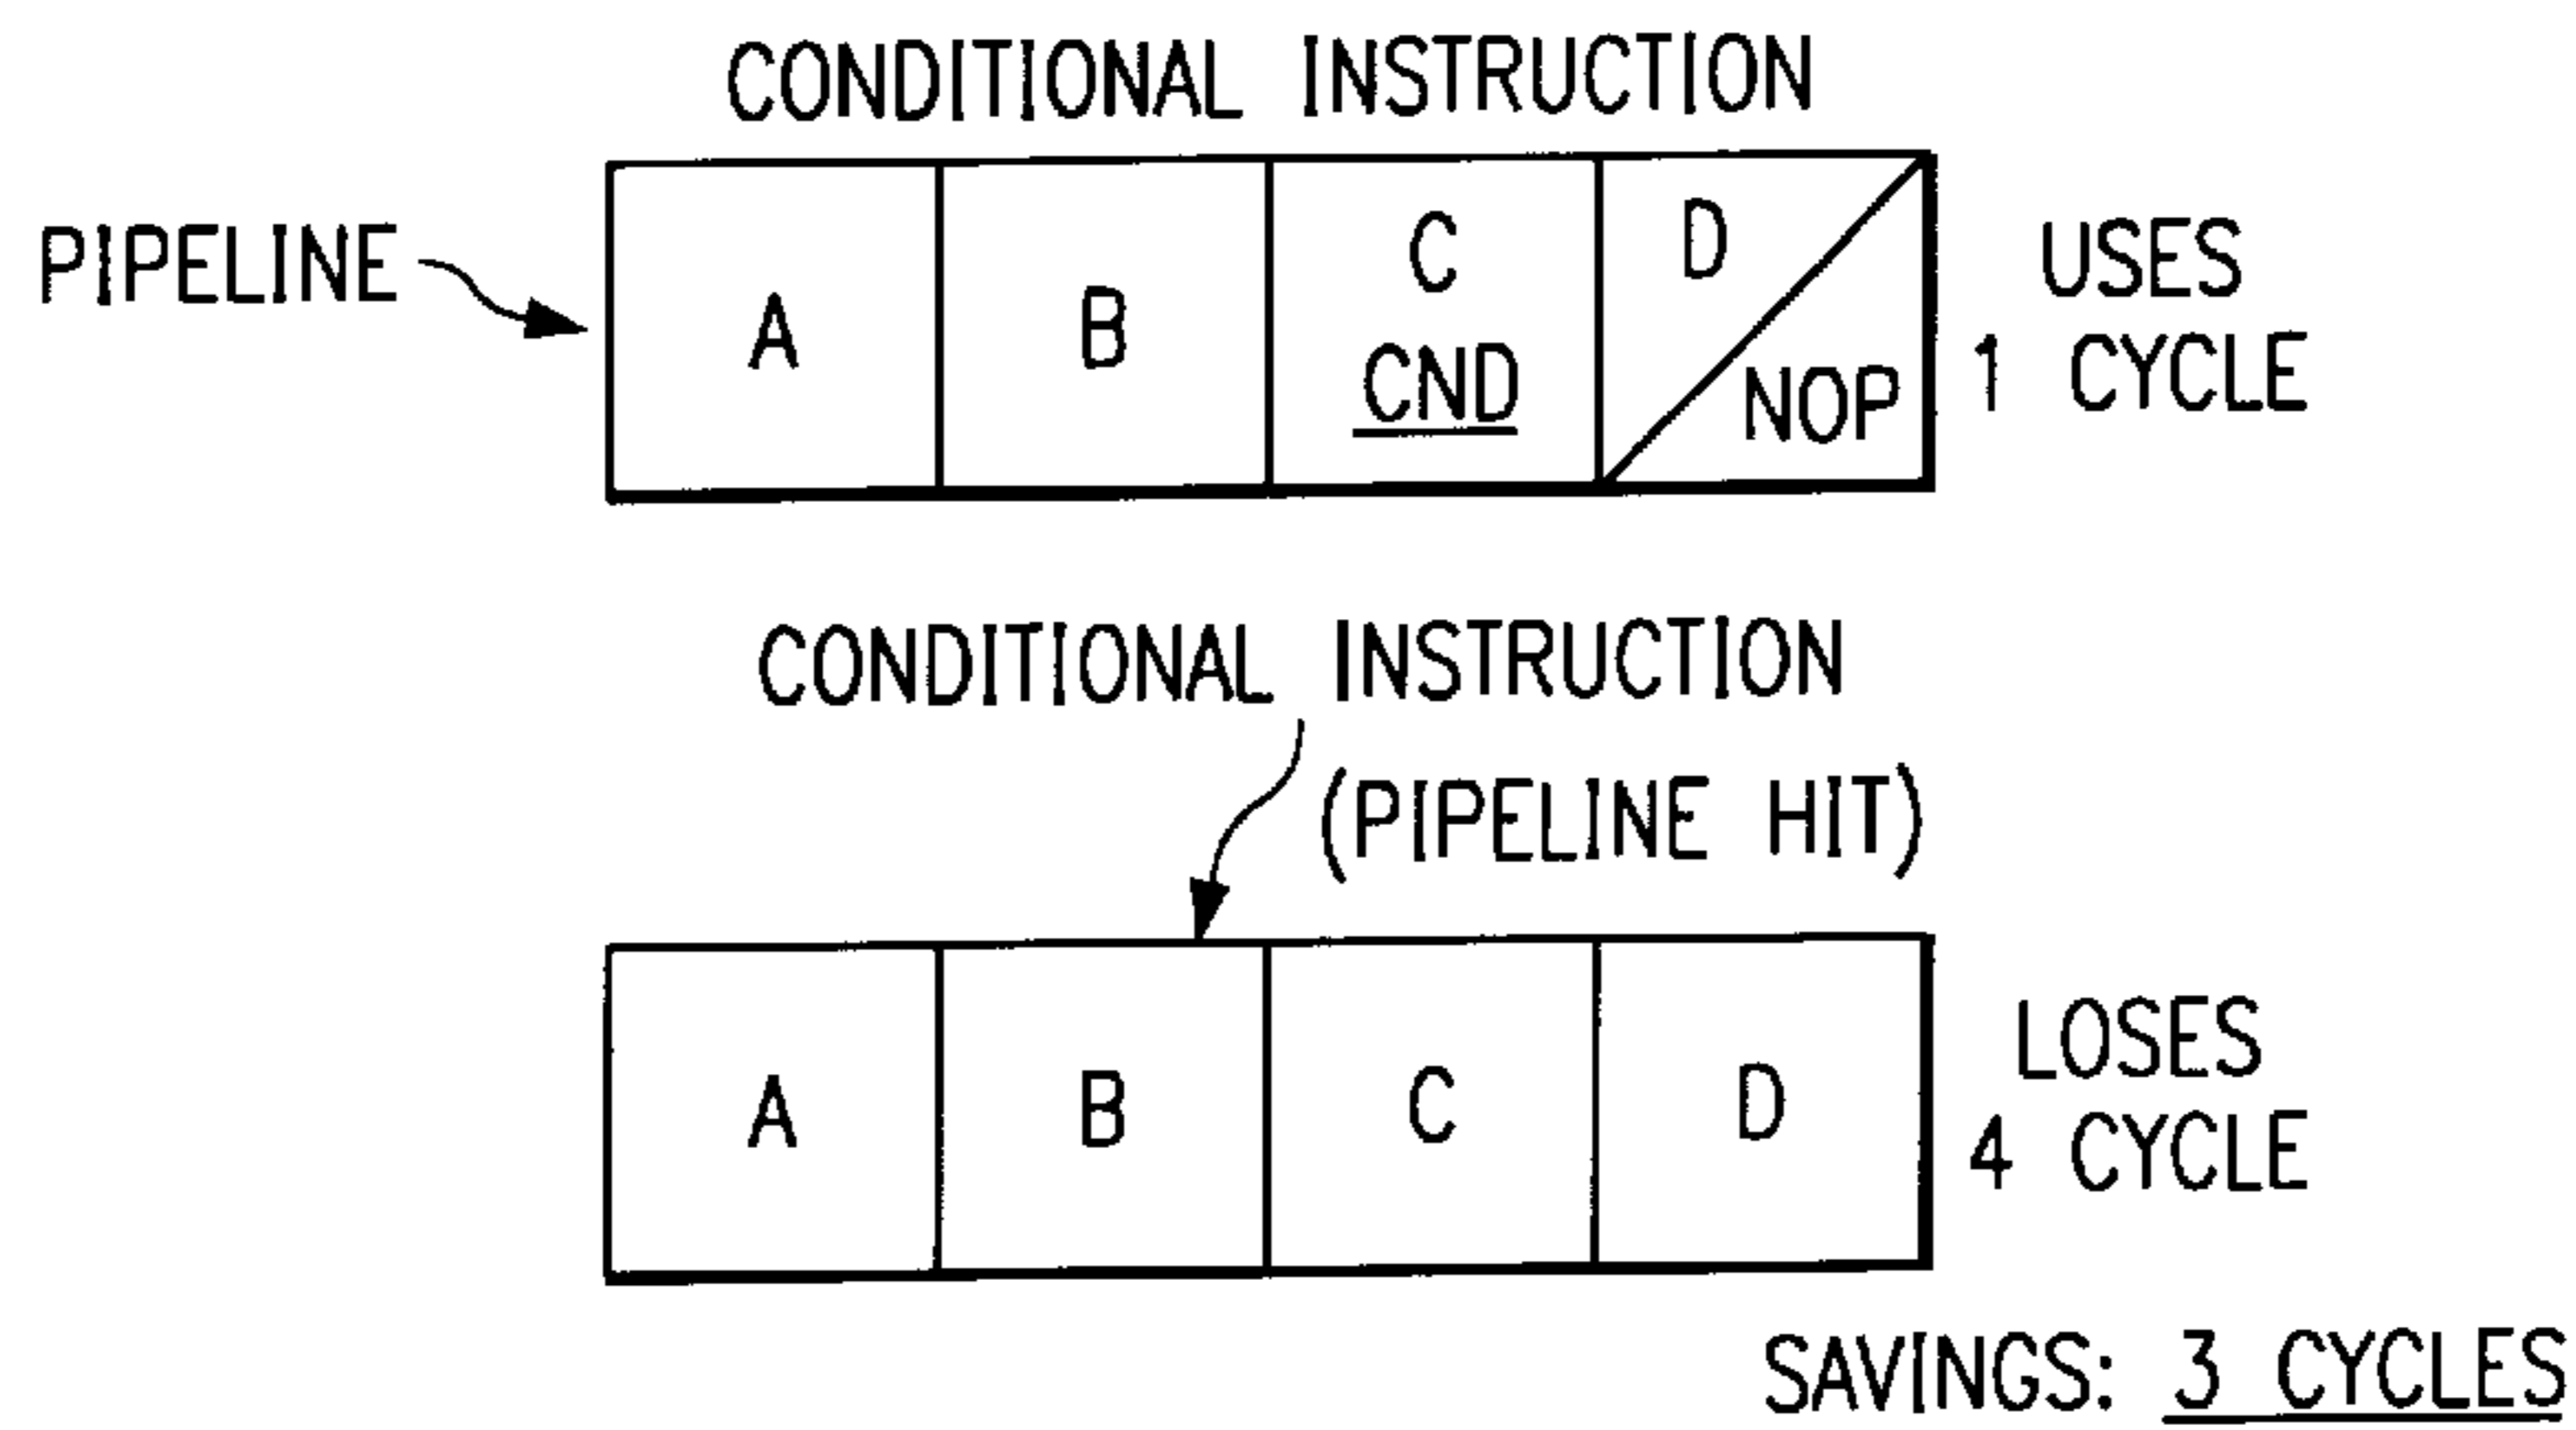 CONDITIONAL INSTRUCTION
PIPELINE
A
B
C
CND
D
NOP
USES
1 CYCLE
CONDITIONAL INSTRUCTION
(PIPELINE HIT)
A
B
C
D
LOSES
4 CYCLE
SAVINGS: 3 CYCLES